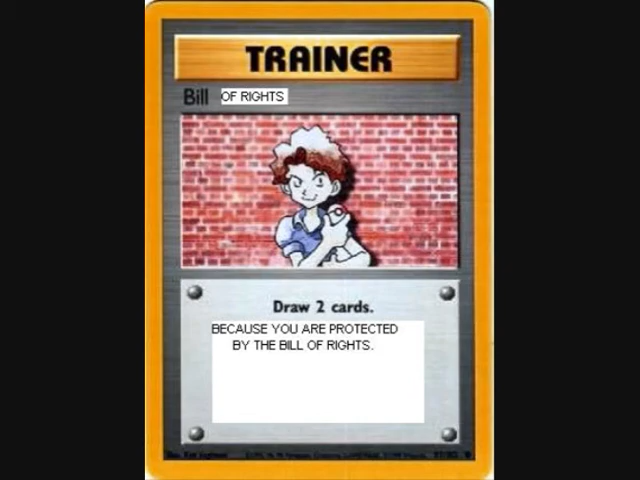 TRAINER
Bill OF RIGHTS
Draw 2 cards.
BECAUSE YOU ARE PROTECTED
BY THE BILL OF RIGHTS.